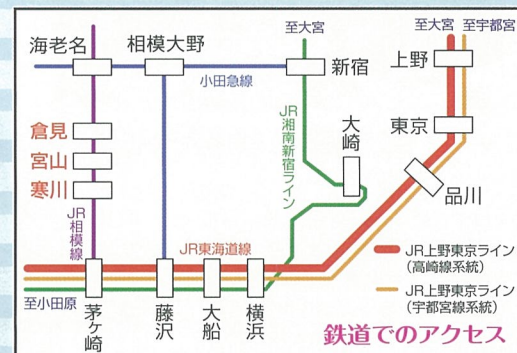 至大宮
至大宮
至宇都宮
海老名
相模大野
新宿
上野
小田急線
倉見
宮山
寒川
JR湘南新宿ライン
大崎
東京
品川
JR相模線
JR東海道線
JR上野東京ライン
(高崎線系統)
JR上野東京ライン
(宇都宮線系統)
至小田原
茅ヶ崎
藤沢
大船
横浜
鉄道でのアクセス